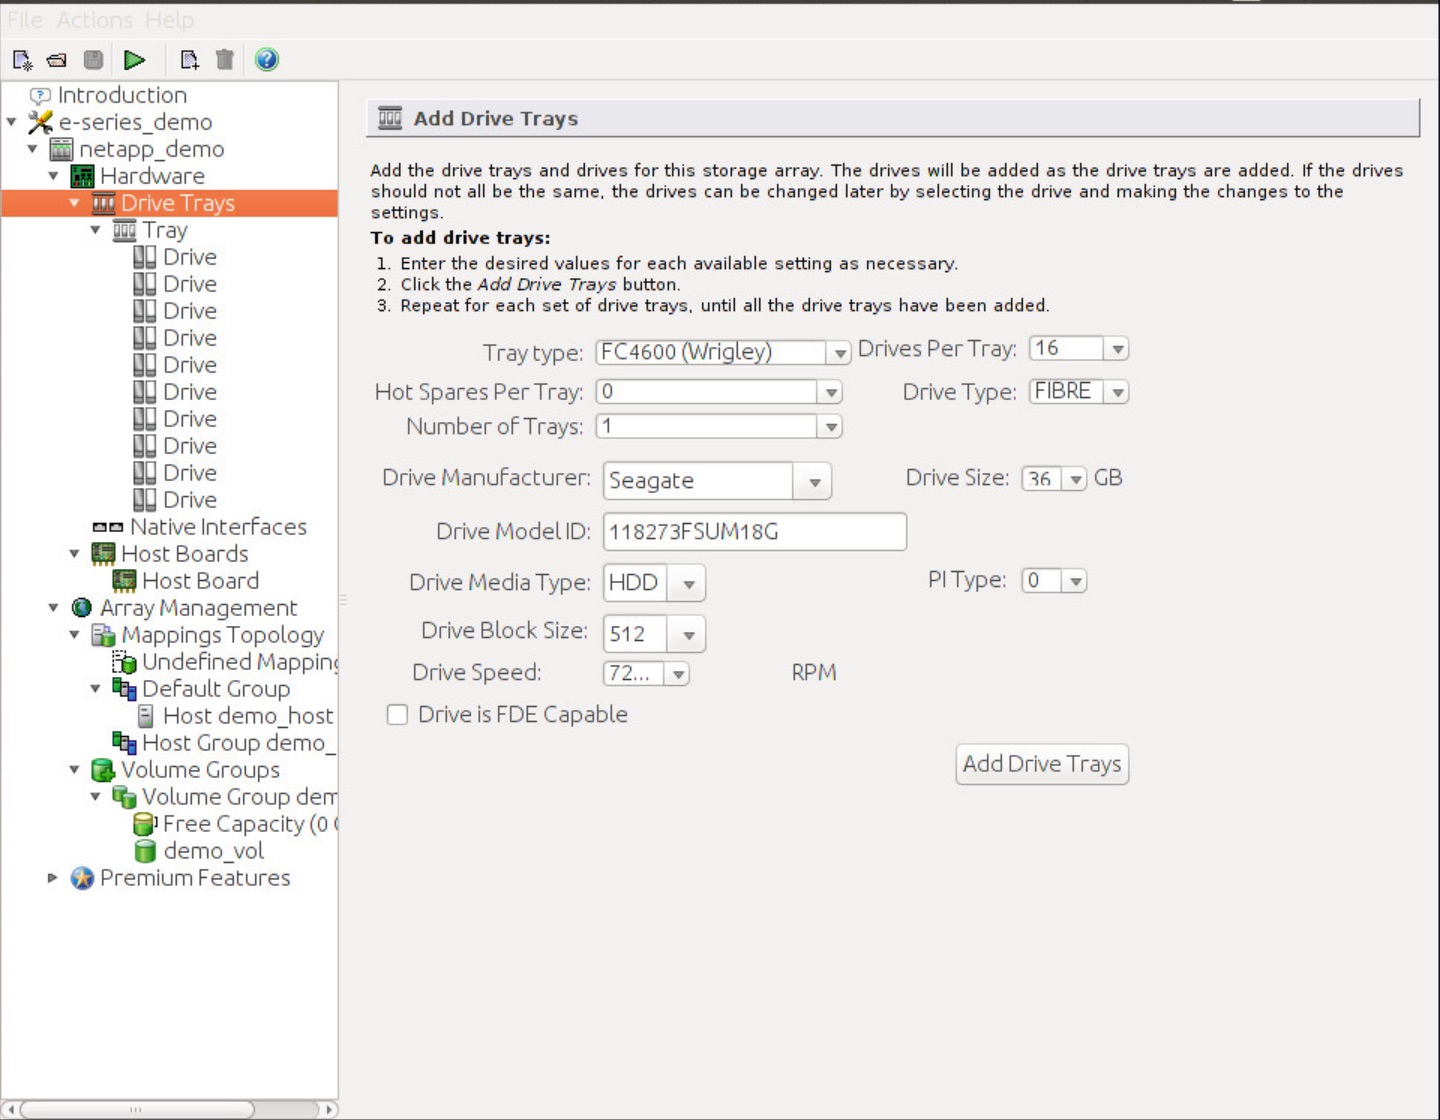 File Actions Help
Introduction
e-series_demo
netapp_demo
Hardware
Drive Trays
Tray
Drive
Drive
Drive
Drive
Drive
Drive
Drive
Drive
Drive
Drive
Native Interfaces
Host Boards
Host Board
Array Management
Mappings Topology
Undefined Mapping
Default Group
Host demo_host
Host Group demo_
Volume Groups
Volume Group dem
Free Capacity (0
demo_vol
Premium Features
Add Drive Trays
Add the drive trays and drives for this storage array. The drives will be added as the drive trays are added. If the drives
should not all be the same, the drives can be changed later by selecting the drive and making the changes to the
settings.
To add drive trays:
1. Enter the desired values for each available setting as necessary.
2. Click the Add Drive Trays button.
3. Repeat for each set of drive trays, until all the drive trays have been added.
Tray type: FC4600 (Wrigley) Drives Per Tray: 16
Hot Spares Per Tray: 0 Drive Type: FIBRE
Number of Trays: 1
Drive Manufacturer: Seagate Drive Size: 36 GB
Drive Model ID: 118273FSUM18G
Drive Media Type: HDD PI Type: 0
Drive Block Size: 512
Drive Speed: 72... RPM
Drive is FDE Capable
Add Drive Trays